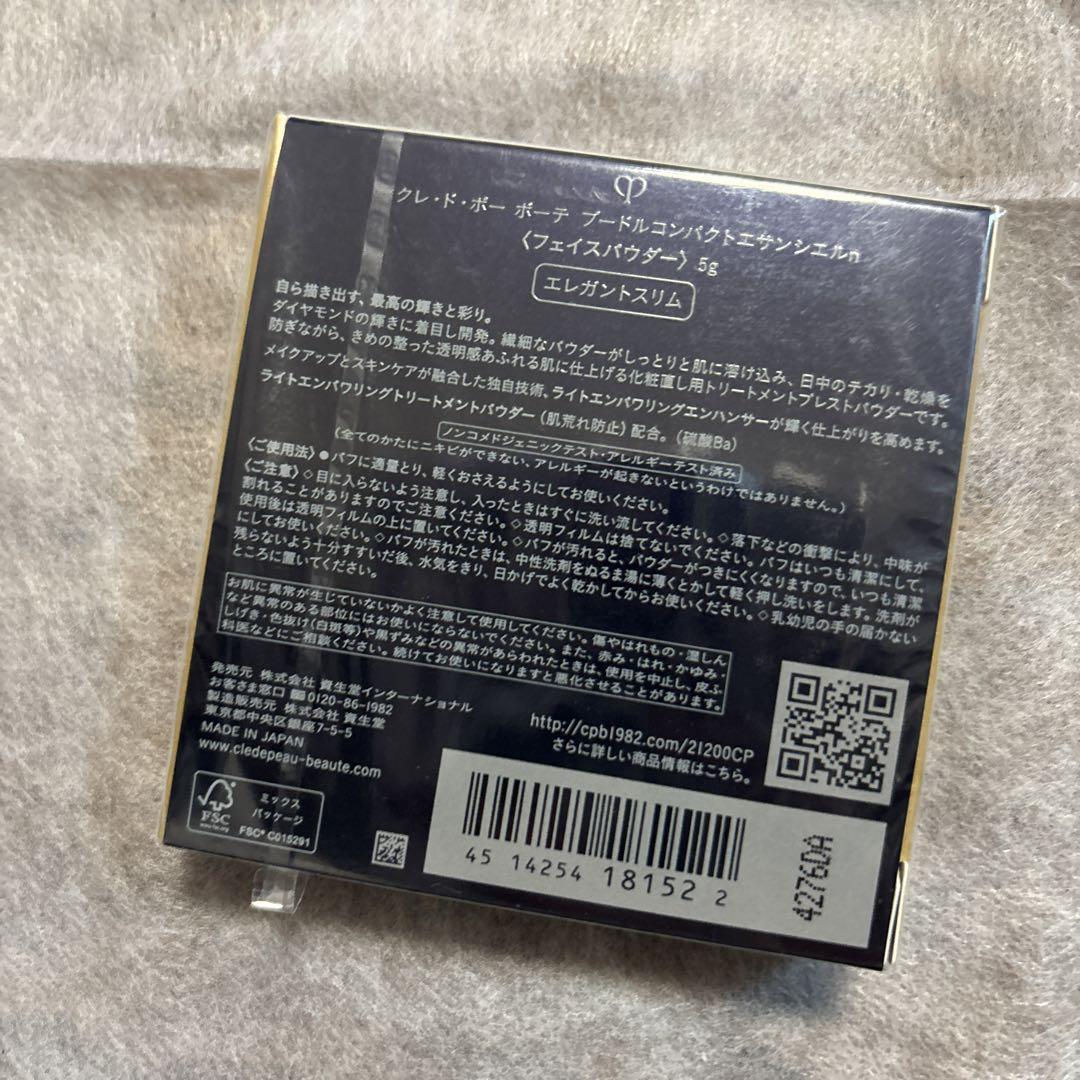 クレ・ド・ポー ボーテ プードルコンパクトエサンシエルn
〈フェイスパウダー〉 5g
エレガントスリム
自ら描き出す、最高の輝きと彩り。
ダイヤモンドの輝きに着目し開発。繊細なパウダーがしっとりと肌に溶け込み、日中のテカリ・乾燥を
防ぎながら、きめの整った透明感あふれる肌に仕上げる化粧直し用トリートメントプレストパウダーです。
メイクアップとスキンケアが融合した独自技術、ライトエンパワリングエンハンサーが輝く仕上がりを高めます。
ライトエンパワリングトリートメントパウダー（肌荒れ防止）配合。（硫酸Ba）
ノンコメドジェニックテスト・アレルギーテスト済み
（全てのかたにニキビができない、アレルギーが起きないというわけではありません。）
〈ご使用法〉●パフに適量とり、軽くおさえるようにしてお使いください。
〈ご注意〉◇目に入らないよう注意し、入ったときはすぐに洗い流してください。◇落下などの衝撃により、中味が
割れることがありますのでご注意ください。◇透明フィルムは捨てないでください。パフはいつも清潔にして、
使用後は透明フィルムの上に置いてください。◇パフが汚れると、パウダーがつきにくくなりますので、いつも清潔
にしてお使いください。◇パフが汚れたときは、中性洗剤をぬるま湯に薄くとかして軽く押し洗いをします。洗剤が
残らないよう十分すすいだ後、水気をきり、日かげでよく乾かしてからお使いください。◇乳幼児の手の届かない
ところに置いてください。
お肌に異常が生じていないかよく注意して使用してください。傷やはれもの・湿しん
など異常のある部位にはお使いにならないでください。また、赤み・はれ・かゆみ・
しげき・色抜け（白斑等）や黒ずみなどの異常があらわれたときは、使用を中止し、皮ふ
科医などにご相談ください。続けてお使いになりますと悪化させることがあります。
発売元 株式会社 資生堂インターナショナル
お客さま窓口 0120-86-1982
製造販売元 株式会社 資生堂
東京都中央区銀座7-5-5
MADE IN JAPAN
www.cledepeau-beaute.com
http://cpb1982.com/21200CP
さらに詳しい商品情報はこちら。
FSC
www.fsc.org
ミックス
パッケージ
FSC® C015291
45 14254 18152 2
4276DA